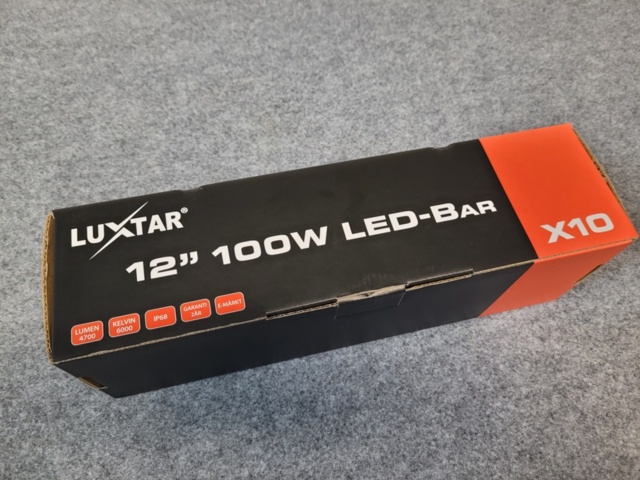 LUXTAR®
12” 100W LED-BAR
X10
LUMEN
4700
KELVIN
6000
IP68
GARANTI
2ÅR
E-MÄRKT